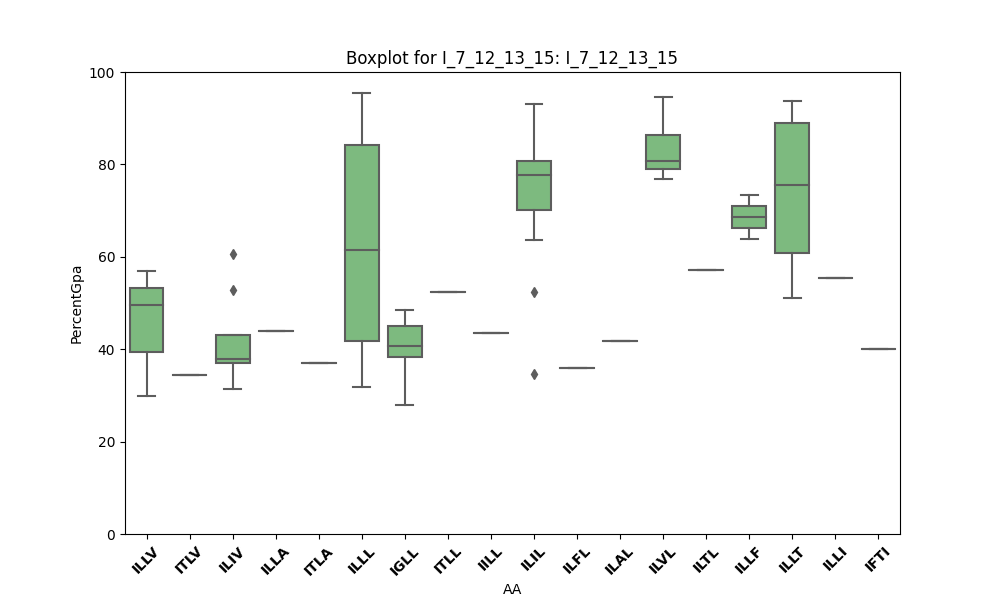 Boxplot for I_7_12_13_15: I_7_12_13_15
100
80
60
40
20
0
PercentGpa
ILLV ITLV ILIV ILLA ITLA ILLL IGLL ITLL IILL ILIL ILFL ILAL ILVL ILTL ILLF ILLT ILLI IFTI
AA